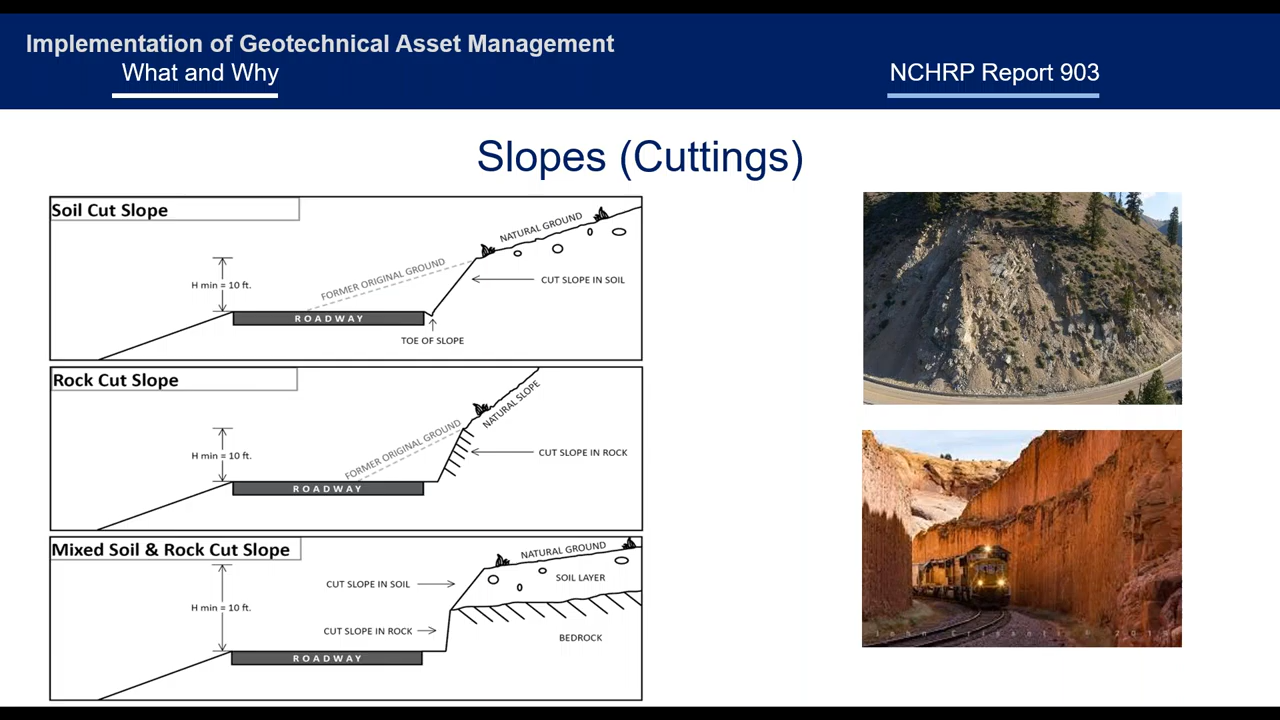 Implementation of Geotechnical Asset Management
What and Why
NCHRP Report 903
Slopes (Cuttings)
Soil Cut Slope
NATURAL GROUND
FORMER ORIGINAL GROUND
H min = 10 ft.
CUT SLOPE IN SOIL
ROADWAY
TOE OF SLOPE
Rock Cut Slope
NATURAL SLOPE
FORMER ORIGINAL GROUND
H min = 10 ft.
CUT SLOPE IN ROCK
ROADWAY
Mixed Soil & Rock Cut Slope
NATURAL GROUND
CUT SLOPE IN SOIL
SOIL LAYER
H min = 10 ft.
CUT SLOPE IN ROCK
BEDROCK
ROADWAY